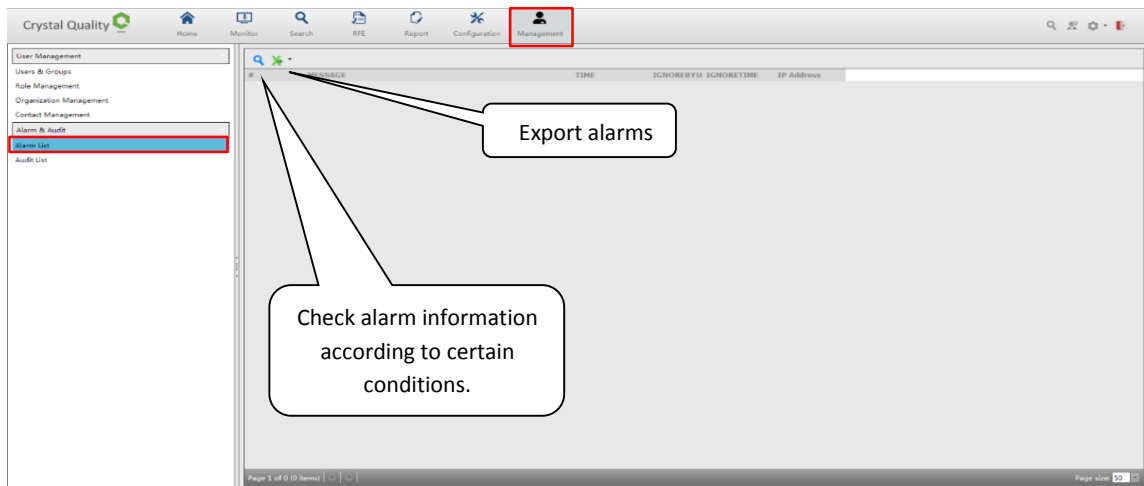 Crystal Quality
Home
Monitor
Search
RFE
Report
Configuration
Management
User Management
Users & Groups
Role Management
Organization Management
Contact Management
Alarm & Audit
Alarm List
Audit List
# MESSAGE TIME IGNOREBYU IGNORETIME IP Address
Export alarms
Check alarm information
according to certain
conditions.
Page 1 of 0 (0 items)
Page size: 50